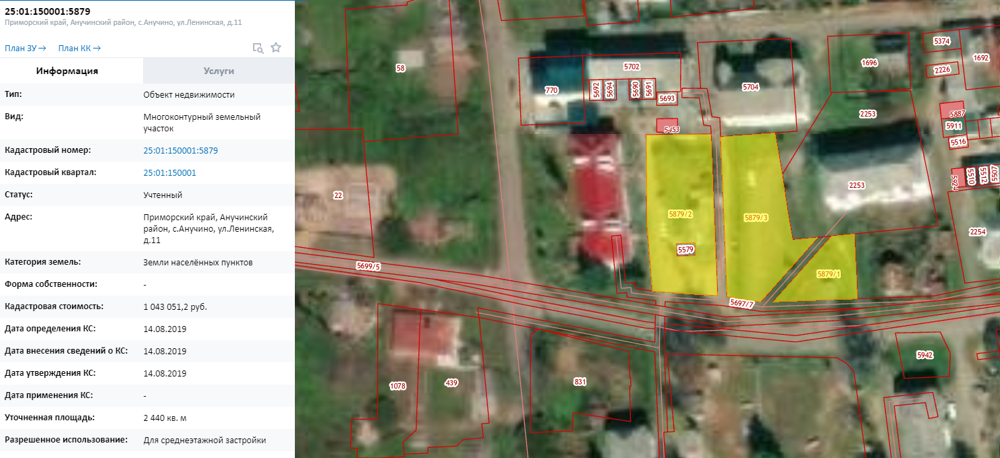 25:01:150001:5879
Приморский край, Анучинский район, с.Анучино, ул.Ленинская, д.11
План ЗУ →
План КК →
Информация
Услуги
Тип:
Объект недвижимости
Вид:
Многоконтурный земельный
участок
Кадастровый номер:
25:01:150001:5879
Кадастровый квартал:
25:01:150001
Статус:
Учтенный
Адрес:
Приморский край, Анучинский
район, с.Анучино, ул.Ленинская,
д.11
Категория земель:
Земли населённых пунктов
Форма собственности:
-
Кадастровая стоимость:
1 043 051,2 руб.
Дата определения КС:
14.08.2019
Дата внесения сведений о КС:
14.08.2019
Дата утверждения КС:
14.08.2019
Дата применения КС:
-
Уточненная площадь:
2 440 кв. м
Разрешенное использование:
Для среднеэтажной застройки
58
5702
770
5692
5694
5690
5691
5693
5453
5704
1696
5374
2226
1692
2253
5887
5911
5516
22
2253
5924
5510
5512
5507
5879/2
5879/3
2254
5579
5699/5
5879/1
5697/7
5942
1078
439
831